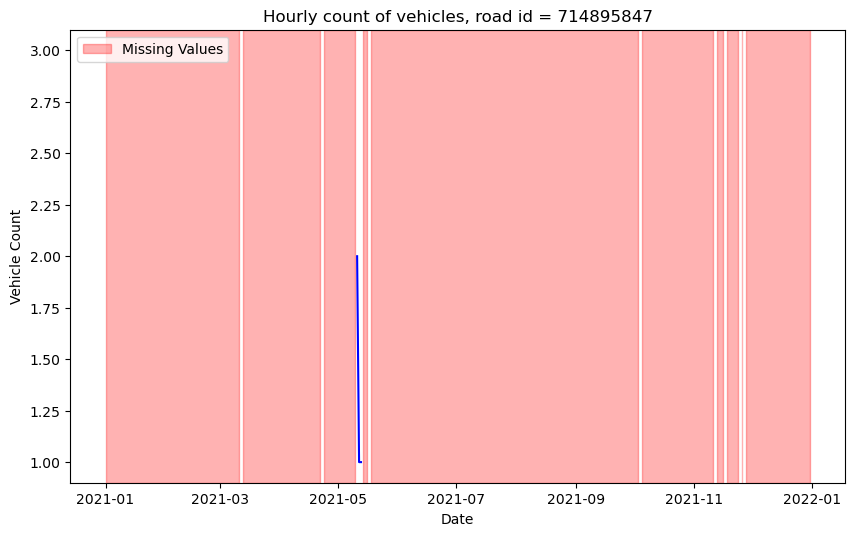 Hourly count of vehicles, road id = 714895847
Missing Values
3.00
2.75
2.50
2.25
2.00
1.75
1.50
1.25
1.00
Vehicle Count
2021-01 2021-03 2021-05 2021-07 2021-09 2021-11 2022-01
Date